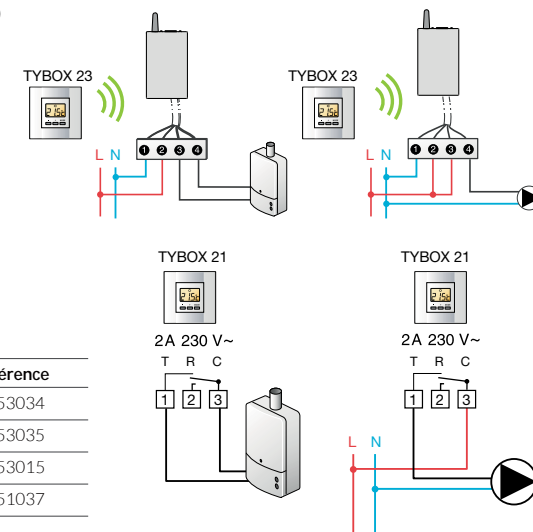 TYBOX 23
L N
1 2 3 4
TYBOX 23
L N
1 2 3 4
TYBOX 21
2A 230 V~
T R C
1 2 3
TYBOX 21
2A 230 V~
T R C
1 2 3
L N
érence
53034
53035
53015
51037